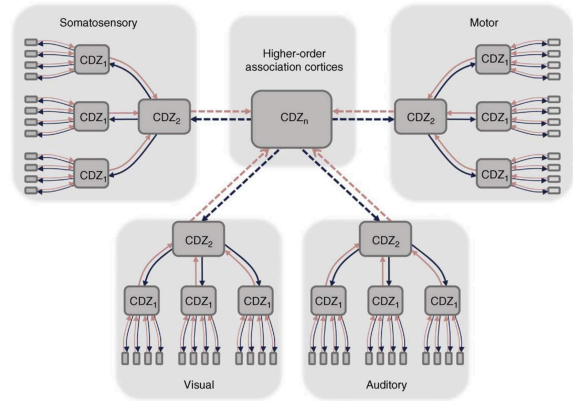 Somatosensory
Motor
Higher-order
association cortices
CDZ₁
CDZ₁
CDZ₁
CDZ₂
CDZₙ
CDZ₂
CDZ₁
CDZ₁
CDZ₁
CDZ₂
CDZ₂
CDZ₁
CDZ₁
CDZ₁
CDZ₁
CDZ₁
CDZ₁
Visual
Auditory